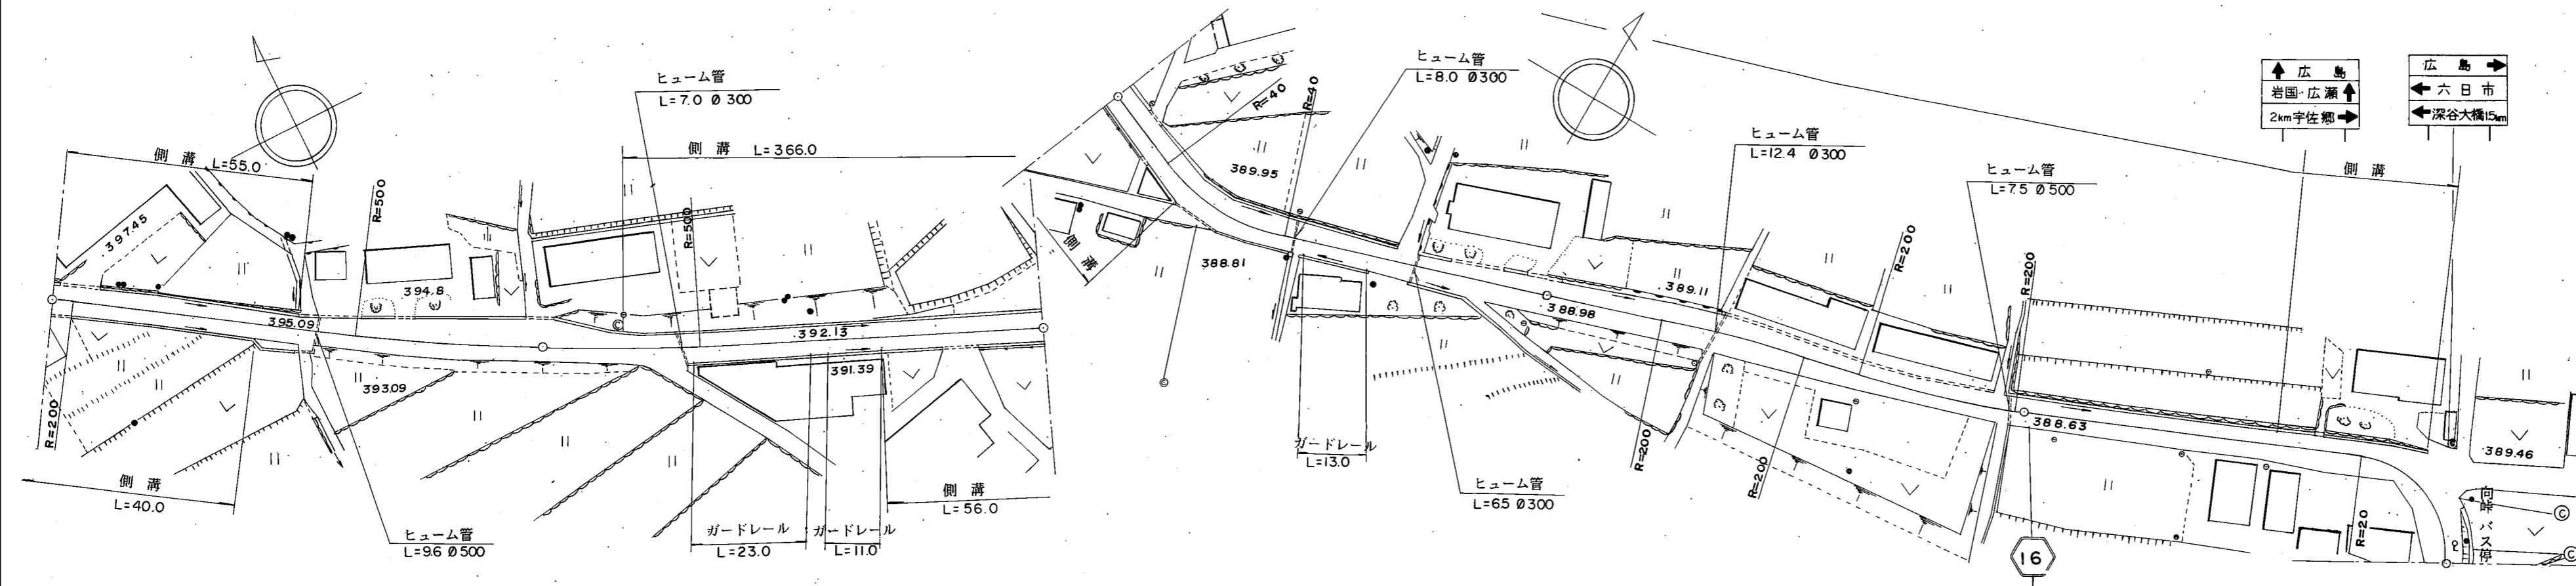 側溝
L=55.0
397.45
R=500
394.8
395.09
R=200
393.09
側溝
L=40.0
ヒューム管
L=9.6 Ø500
ヒューム管
L=7.0 Ø300
側溝 L=366.0
R=500
392.13
391.39
ガードレール
L=23.0
ガードレール
L=11.0
側溝
L=56.0
側溝
R=40
R=40
389.95
388.81
ヒューム管
L=8.0 Ø300
ガードレール
L=13.0
ヒューム管
L=6.5 Ø300
388.98
389.11
R=200
R=200
ヒューム管
L=12.4 Ø300
R=200
ヒューム管
L=7.5 Ø500
R=200
388.63
16
側溝
↑ 広島
岩国・広瀬 ↑
2km宇佐郷 →
広島 →
← 六日市
← 深谷大橋1.5km
R=20
389.46
向峠バス停